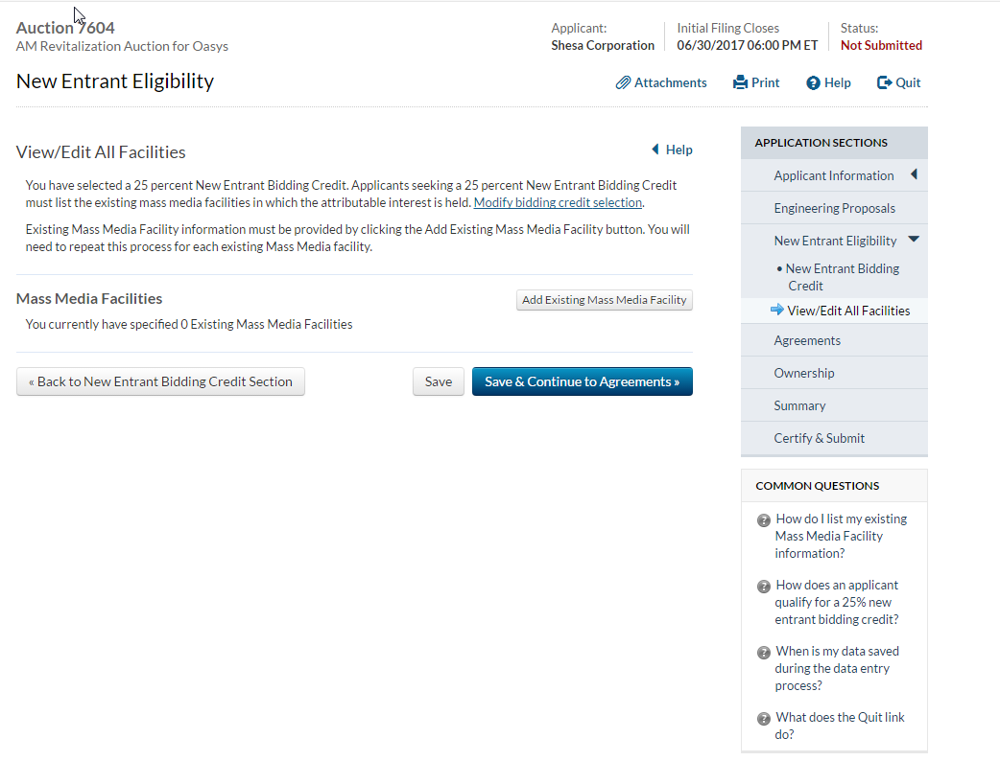 Auction 7604
AM Revitalization Auction for Oasys
Applicant:
Shesa Corporation
Initial Filing Closes
06/30/2017 06:00 PM ET
Status:
Not Submitted
New Entrant Eligibility
Attachments
Print
Help
Quit
View/Edit All Facilities
Help
You have selected a 25 percent New Entrant Bidding Credit. Applicants seeking a 25 percent New Entrant Bidding Credit
must list the existing mass media facilities in which the attributable interest is held. Modify bidding credit selection.
Existing Mass Media Facility information must be provided by clicking the Add Existing Mass Media Facility button. You will
need to repeat this process for each existing Mass Media facility.
Mass Media Facilities
Add Existing Mass Media Facility
You currently have specified 0 Existing Mass Media Facilities
« Back to New Entrant Bidding Credit Section
Save
Save & Continue to Agreements »
APPLICATION SECTIONS
Applicant Information
Engineering Proposals
New Entrant Eligibility
• New Entrant Bidding
Credit
View/Edit All Facilities
Agreements
Ownership
Summary
Certify & Submit
COMMON QUESTIONS
? How do I list my existing
Mass Media Facility
information?
? How does an applicant
qualify for a 25% new
entrant bidding credit?
? When is my data saved
during the data entry
process?
? What does the Quit link
do?